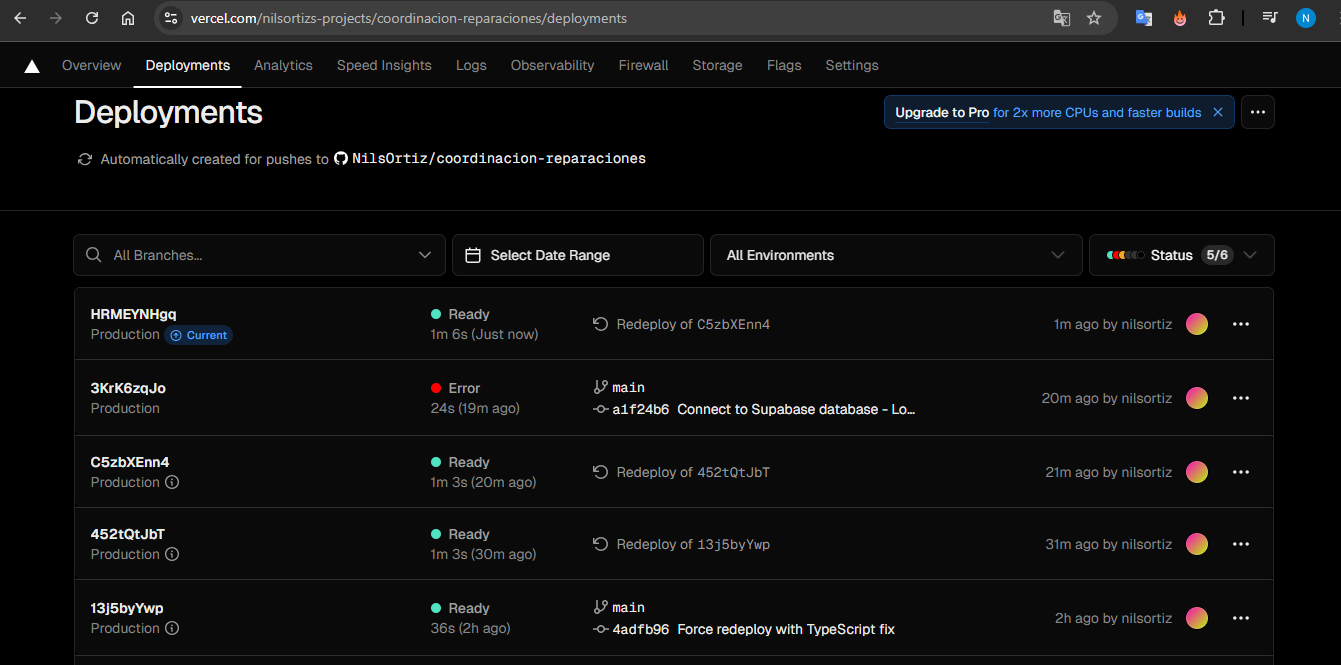 vercel.com/nilsortizs-projects/coordinacion-reparaciones/deployments
N
Overview Deployments Analytics Speed Insights Logs Observability Firewall Storage Flags Settings
Deployments
Upgrade to Pro for 2x more CPUs and faster builds
Automatically created for pushes to NilsOrtiz/coordinacion-reparaciones
All Branches...
Select Date Range
All Environments
Status 5/6
HRMEYNHgq
Production Current
Ready
1m 6s (Just now)
Redeploy of C5zbXEnn4
1m ago by nilsortiz
3KrK6zqJo
Production
Error
24s (19m ago)
main
a1f24b6 Connect to Supabase database - Lo...
20m ago by nilsortiz
C5zbXEnn4
Production
Ready
1m 3s (20m ago)
Redeploy of 452tQtJbT
21m ago by nilsortiz
452tQtJbT
Production
Ready
1m 3s (30m ago)
Redeploy of 13j5byYwp
31m ago by nilsortiz
13j5byYwp
Production
Ready
36s (2h ago)
main
4adfb96 Force redeploy with TypeScript fix
2h ago by nilsortiz